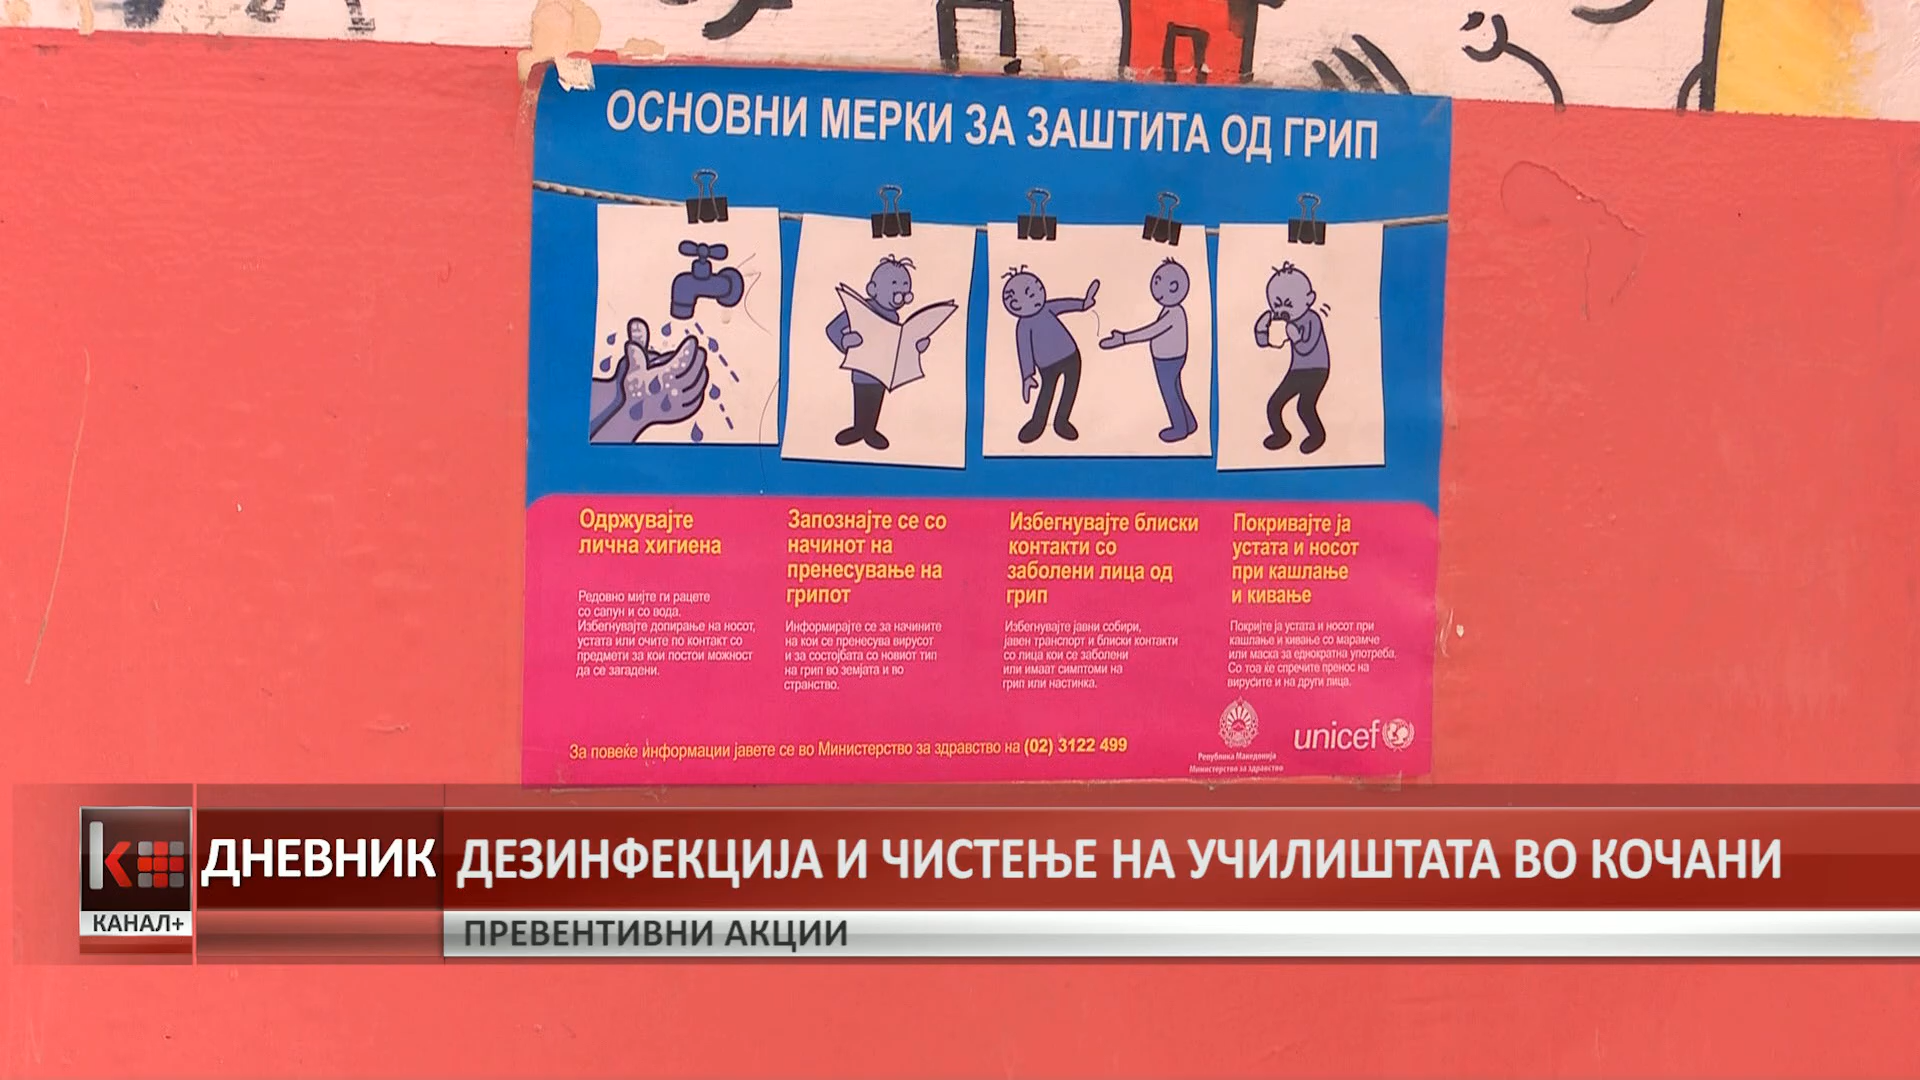 ОСНОВНИ МЕРКИ ЗА ЗАШТИТА ОД ГРИП
Одржувајте
лична хигиена
Редовно мијте ги рацете
со сапун и со вода.
Избегнувајте допирање на носот,
устата или очите по контакт со
предмети за кои постои можност
да се загадени.
Запознајте се со
начинот на
пренесување на
грипот
Информирајте се за начините
на кои се пренесува вирусот
и за состојбата со новиот тип
на грип во земјата и во
странство.
Избегнувајте блиски
контакти со
заболени лица од
грип
Избегнувајте јавни собири,
јавен транспорт и блиски контакти
со лица кои се заболени
или имаат симптоми на
грип или настинка.
Покривајте ја
устата и носот
при кашлање
и кивање
Покријте ја устата и носот при
кашлање и кивање со марамче
или маска за еднократна употреба.
Со тоа ќе спречите пренос на
вирусите и на други лица.
За повеќе информации јавете се во Министерство за здравство на (02) 3122 499
Република Македонија
Министерство за здравство
unicef
К
КАНАЛ+
ДНЕВНИК
ДЕЗИНФЕКЦИЈА И ЧИСТЕЊЕ НА УЧИЛИШТАТА ВО КОЧАНИ
ПРЕВЕНТИВНИ АКЦИИ